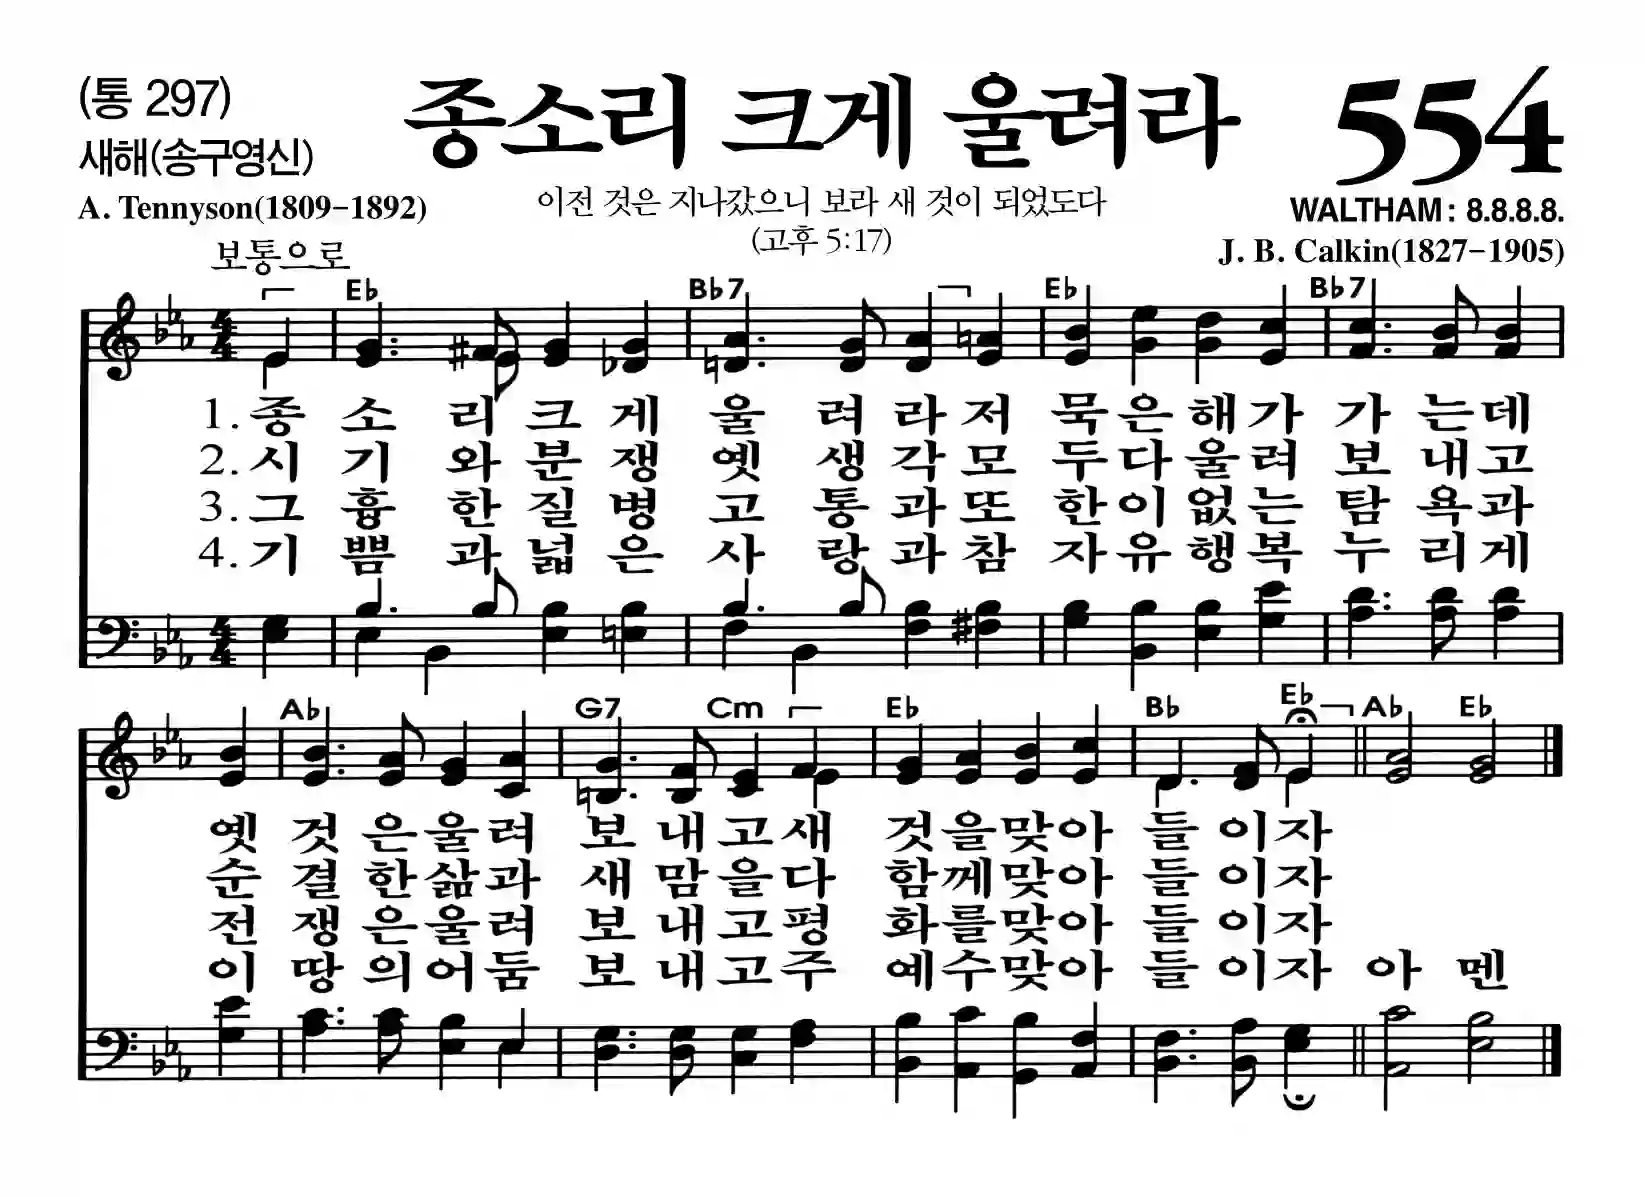 (통 297)
종소리 크게 울려라
554
새해(송구영신)
A. Tennyson(1809-1892)
이전 것은 지나갔으니 보라 새 것이 되었도다
(고후 5:17)
WALTHAM: 8.8.8.8.
J. B. Calkin(1827-1905)
보통으로
E♭ B♭7 E♭ B♭7
1. 종 소 리 크 게 울 려 라 저 묵 은 해 가 가 는 데
2. 시 기 와 분 쟁 옛 생 각 모 두 다 울 려 보 내 고
3. 그 흉 한 질 병 고 통 과 또 한 이 없 는 탐 욕 과
4. 기 쁨 과 넓 은 사 랑 과 참 자 유 행 복 누 리 게
A♭ G7 Cm E♭ B♭ E♭ A♭ E♭
옛 것 은 울 려 보 내 고 새 것 을 맞 아 들 이 자
순 결 한 삶 과 새 맘 을 다 함 께 맞 아 들 이 자
전 쟁 은 울 려 보 내 고 평 화 를 맞 아 들 이 자
이 땅 의 어 둠 보 내 고 주 예 수 맞 아 들 이 자 아 멘